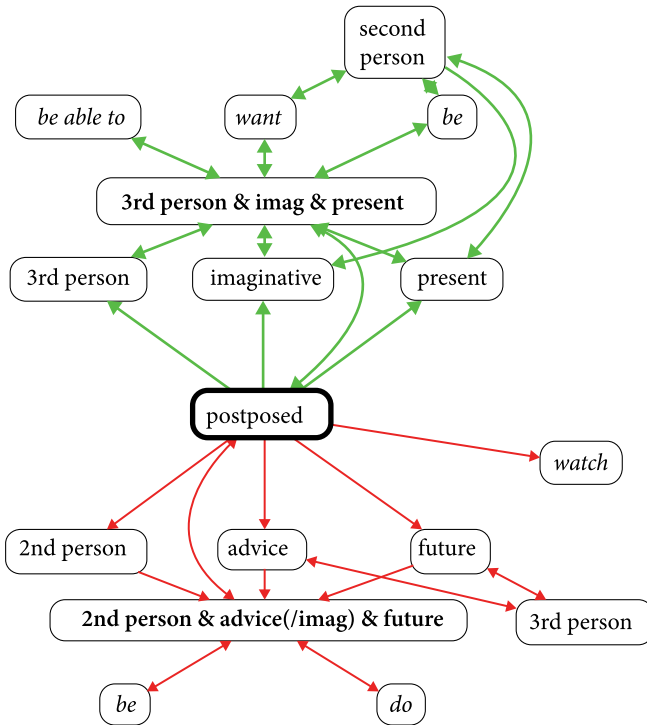 second
person
be able to
want
be
3rd person & imag & present
3rd person
imaginative
present
postposed
watch
2nd person
advice
future
2nd person & advice(/imag) & future
3rd person
be
do